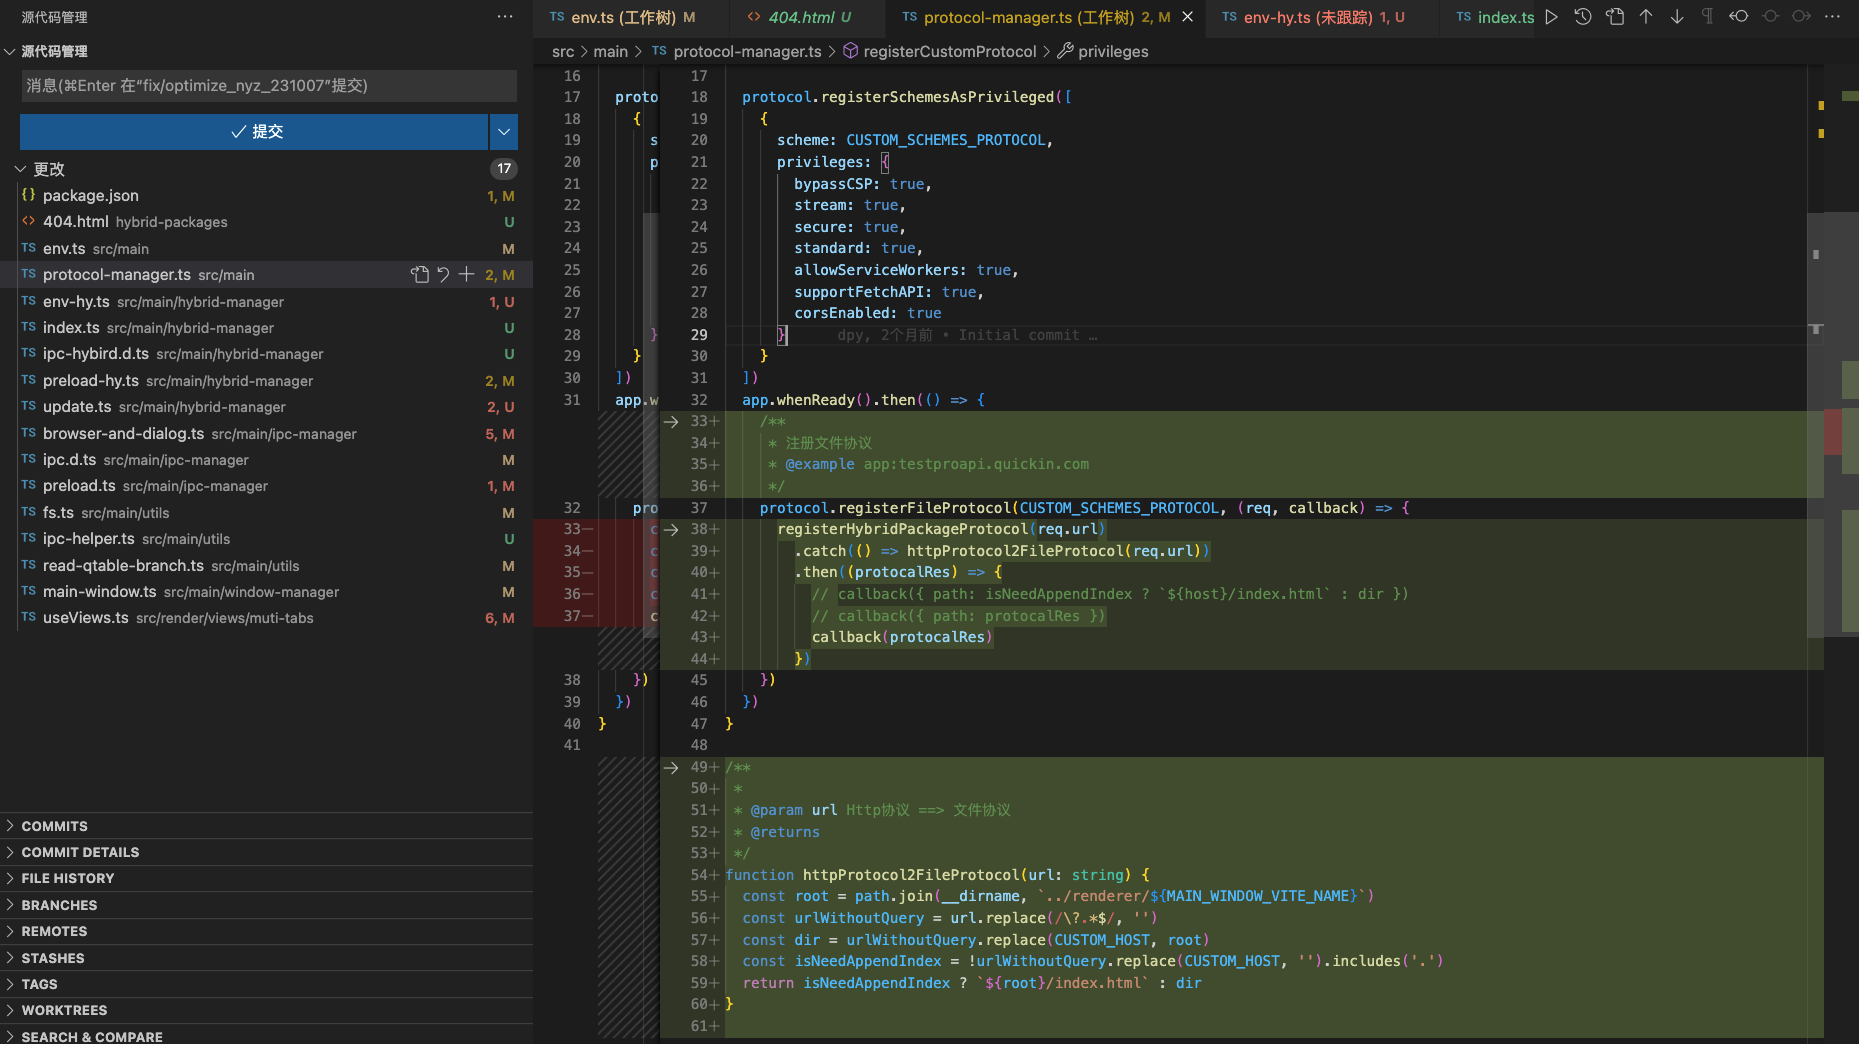 源代码管理
源代码管理
消息(⌘Enter 在“fix/optimize_nyz_231007”提交)
提交
更改 17
package.json 1, M
404.html hybrid-packages U
env.ts src/main M
protocol-manager.ts src/main 2, M
env-hy.ts src/main/hybrid-manager 1, U
index.ts src/main/hybrid-manager U
ipc-hybird.d.ts src/main/hybrid-manager U
preload-hy.ts src/main/hybrid-manager 2, M
update.ts src/main/hybrid-manager 2, U
browser-and-dialog.ts src/main/ipc-manager 5, M
ipc.d.ts src/main/ipc-manager M
preload.ts src/main/ipc-manager 1, M
fs.ts src/main/utils M
ipc-helper.ts src/main/utils U
read-qtable-branch.ts src/main/utils M
main-window.ts src/main/window-manager M
useViews.ts src/render/views/muti-tabs 6, M
COMMITS
COMMIT DETAILS
FILE HISTORY
BRANCHES
REMOTES
STASHES
TAGS
WORKTREES
SEARCH & COMPARE
TS env.ts (工作树) M <> 404.html U TS protocol-manager.ts (工作树) 2, M TS env-hy.ts (未跟踪) 1, U TS index.ts
src > main > TS protocol-manager.ts > registerCustomProtocol > privileges
16 17
17 proto 18 protocol.registerSchemesAsPrivileged([
18 { 19 {
19 s 20 scheme: CUSTOM_SCHEMES_PROTOCOL,
20 p 21 privileges: {
21 22 bypassCSP: true,
22 23 stream: true,
23 24 secure: true,
24 25 standard: true,
25 26 allowServiceWorkers: true,
26 27 supportFetchAPI: true,
27 28 corsEnabled: true
28 } 29 } dpy, 2个月前 • Initial commit …
29 } 30 }
30 ]) 31 ])
31 app.w 32 app.whenReady().then(() => {
33+ /**
34+ * 注册文件协议
35+ * @example app:testproapi.quickin.com
36+ */
32 pro 37 protocol.registerFileProtocol(CUSTOM_SCHEMES_PROTOCOL, (req, callback) => {
33− c 38+ registerHybridPackageProtocol(req.url)
34− c 39+ .catch(() => httpProtocol2FileProtocol(req.url))
35− c 40+ .then((protocalRes) => {
36− c 41+ // callback({ path: isNeedAppendIndex ? `${host}/index.html` : dir })
37− c 42+ // callback({ path: protocalRes })
43+ callback(protocalRes)
44+ })
38 }) 45 })
39 }) 46 })
40 } 47 }
41 48
49+ /**
50+ *
51+ * @param url Http协议 ==> 文件协议
52+ * @returns
53+ */
54+ function httpProtocol2FileProtocol(url: string) {
55+ const root = path.join(__dirname, `../renderer/${MAIN_WINDOW_VITE_NAME}`)
56+ const urlWithoutQuery = url.replace(/\?.*$/, '')
57+ const dir = urlWithoutQuery.replace(CUSTOM_HOST, root)
58+ const isNeedAppendIndex = !urlWithoutQuery.replace(CUSTOM_HOST, '').includes('.')
59+ return isNeedAppendIndex ? `${root}/index.html` : dir
60+ }
61+